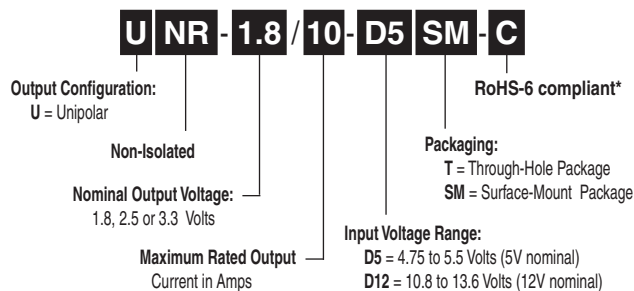 U NR - 1.8 / 10 - D5 SM - C
Output Configuration:
U = Unipolar
Non-Isolated
Nominal Output Voltage:
1.8, 2.5 or 3.3 Volts
Maximum Rated Output
Current in Amps
RoHS-6 compliant*
Packaging:
T = Through-Hole Package
SM = Surface-Mount Package
Input Voltage Range:
D5 = 4.75 to 5.5 Volts (5V nominal)
D12 = 10.8 to 13.6 Volts (12V nominal)